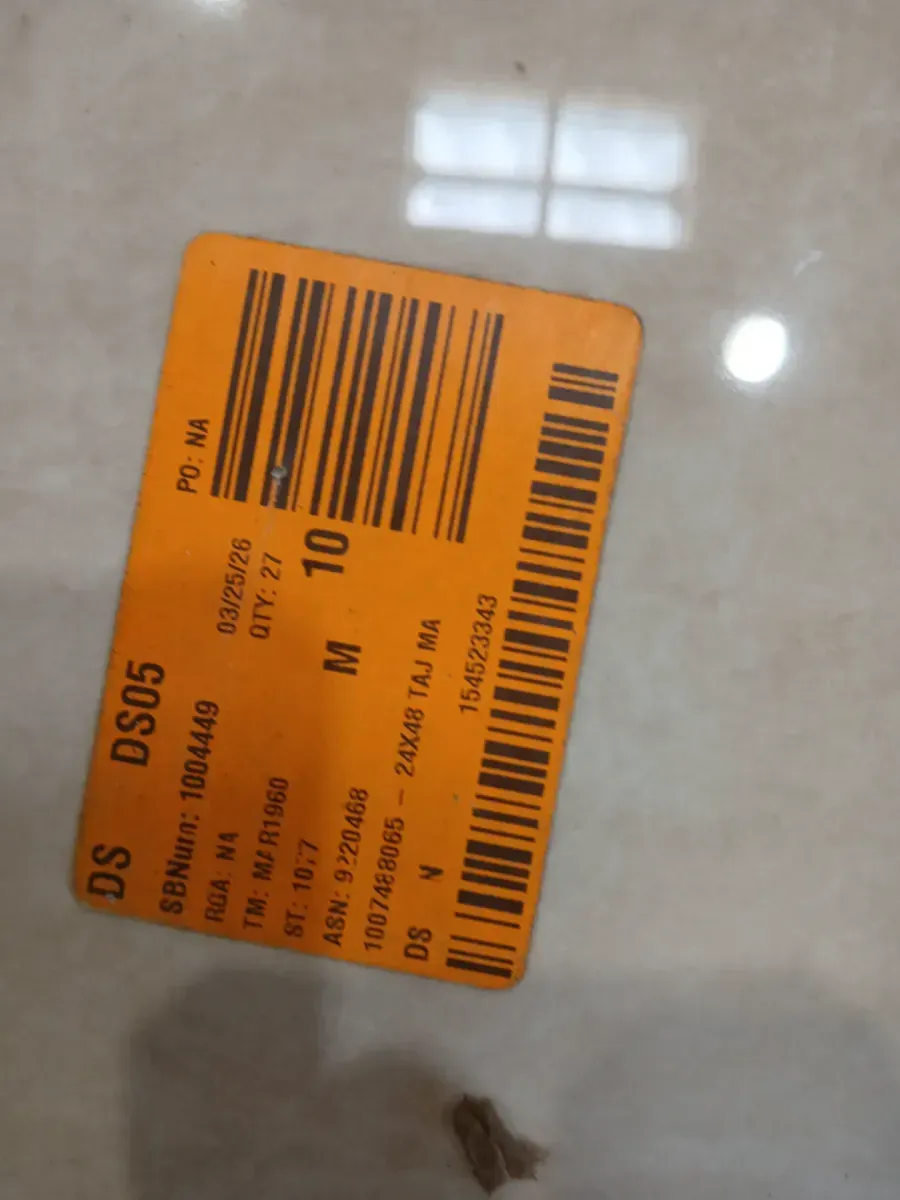 DS DS05
PO: NA
SBNum: 1004449
03/25/26
RGA: NA
QTY: 27
TM: MAR1960
M 10
ST: 1077
ASN: 9220468
1007488065 – 24X48 TAJ MA
DS N
154523343